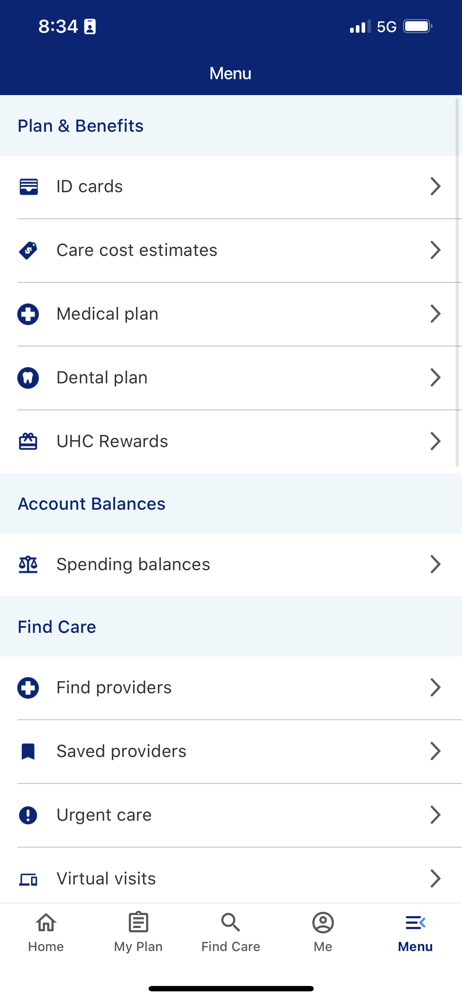 8:34
5G
Menu
Plan & Benefits
ID cards
Care cost estimates
Medical plan
Dental plan
UHC Rewards
Account Balances
Spending balances
Find Care
Find providers
Saved providers
Urgent care
Virtual visits
Home
My Plan
Find Care
Me
Menu